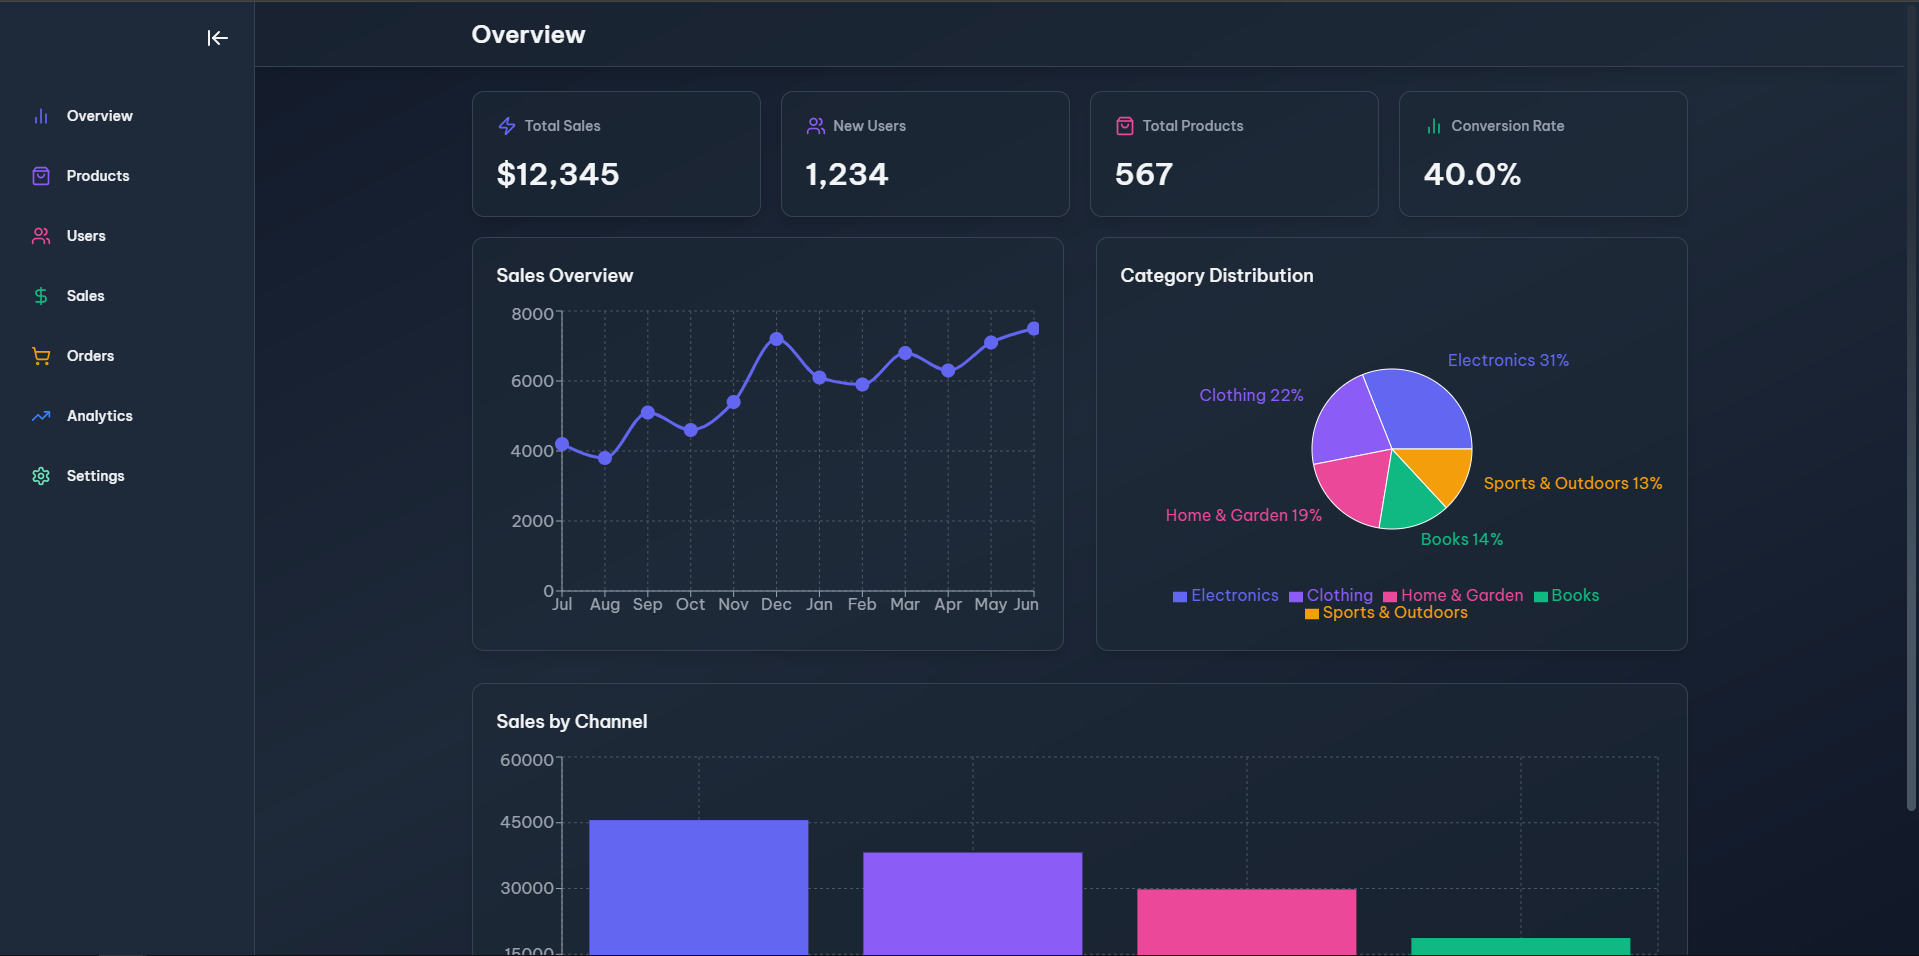 Overview
Overview
Products
Users
Sales
Orders
Analytics
Settings
Total Sales
$12,345
New Users
1,234
Total Products
567
Conversion Rate
40.0%
Sales Overview
8000
6000
4000
2000
0
Jul Aug Sep Oct Nov Dec Jan Feb Mar Apr May Jun
Category Distribution
Electronics 31%
Clothing 22%
Sports & Outdoors 13%
Home & Garden 19%
Books 14%
Electronics Clothing Home & Garden Books
Sports & Outdoors
Sales by Channel
60000
45000
30000
15000